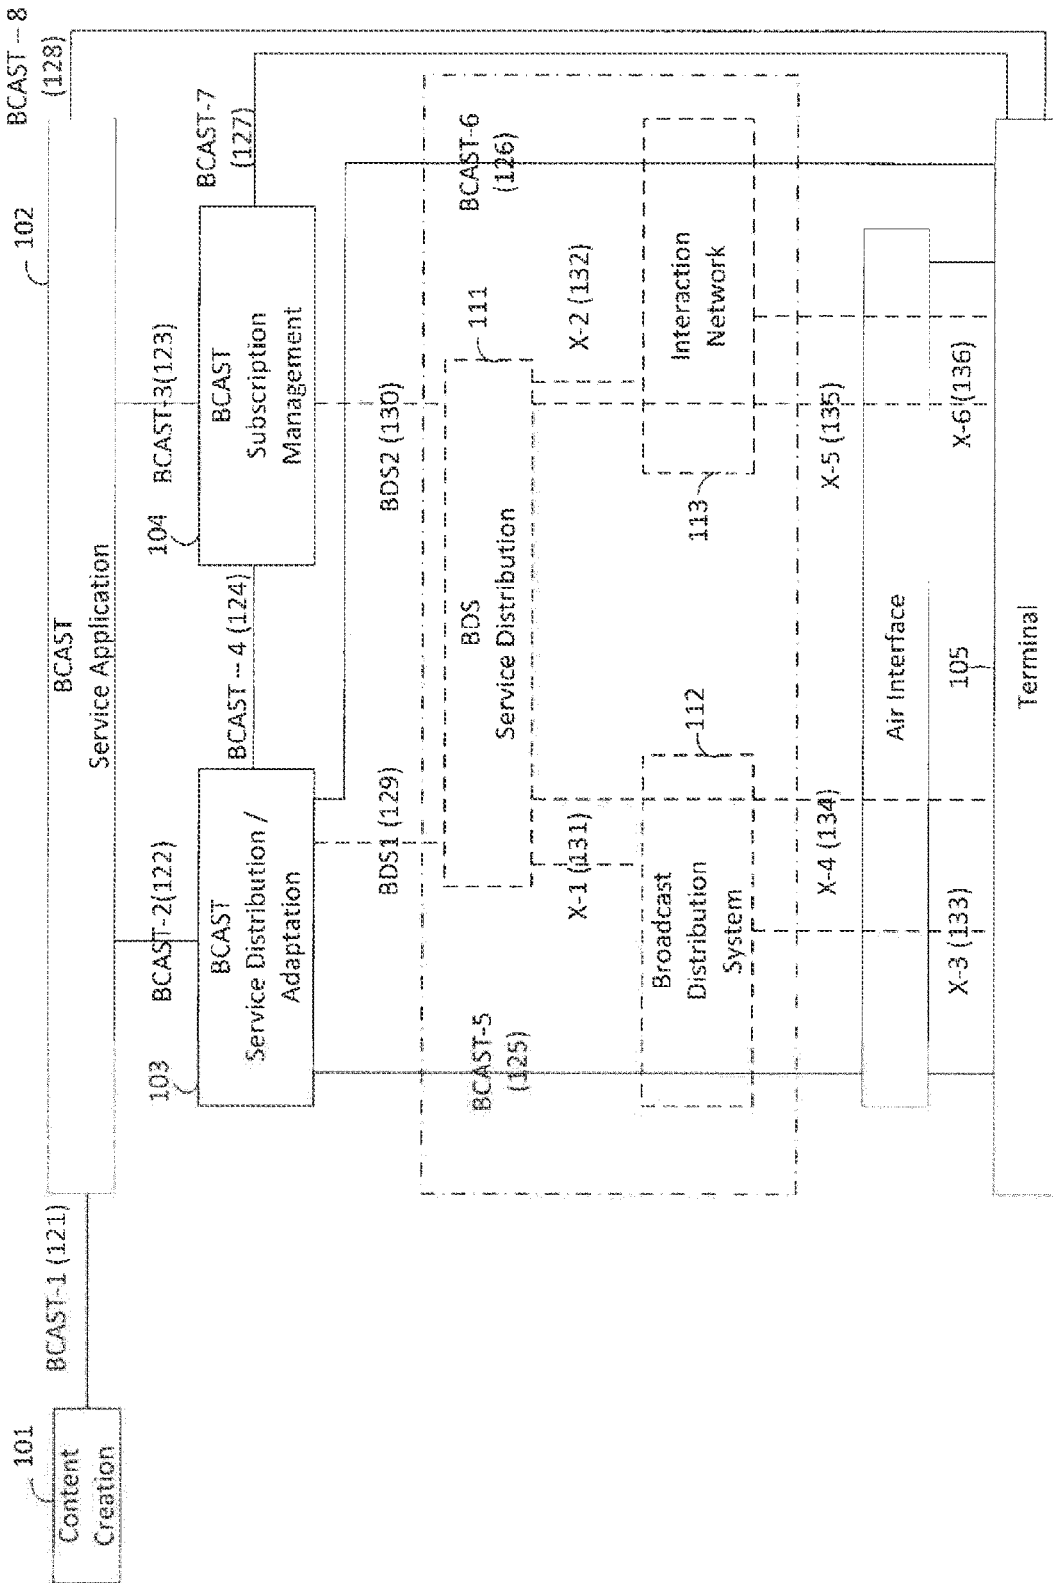 101
Content
Creation
BCAST-1 (121)
BCAST
Service Application
102
BCAST -- 8
(128)
BCAST-2(122)
BCAST-3(123)
BCAST-7
(127)
103
BCAST
Service Distribution /
Adaptation
BCAST -- 4 (124)
104
BCAST
Subscription
Management
BDS1 (129)
BDS2 (130)
BCAST-5
(125)
BCAST-6
(126)
BDS
Service Distribution
111
X-1 (131)
X-2 (132)
Broadcast
Distribution
System
112
Interaction
Network
113
X-4 (134)
X-5 (135)
Air Interface
X-3 (133)
105
X-6 (136)
Terminal